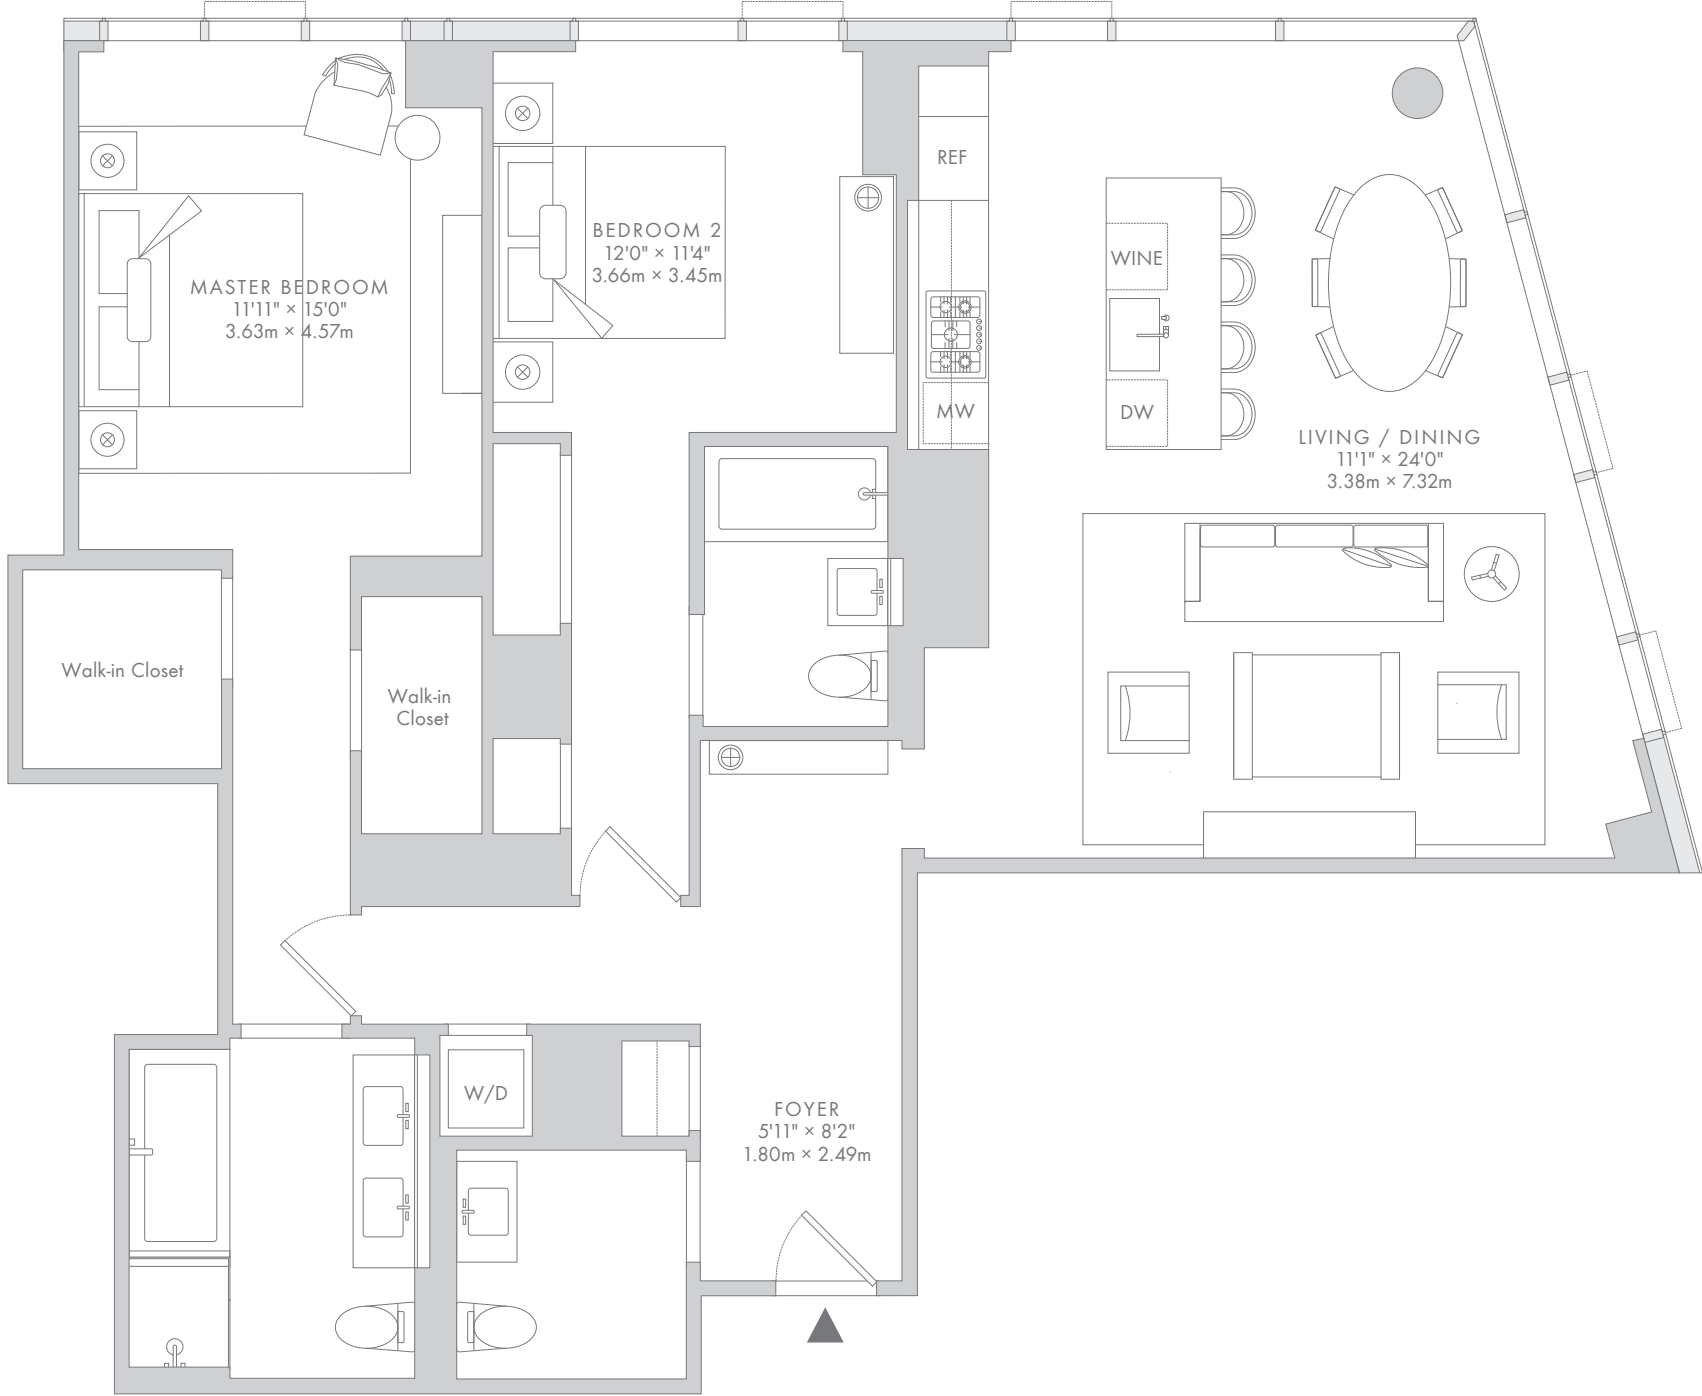 REF
BEDROOM 2
12'0" × 11'4"
3.66m × 3.45m
WINE
MASTER BEDROOM
11'11" × 15'0"
3.63m × 4.57m
MW
DW
LIVING / DINING
11'1" × 24'0"
3.38m × 7.32m
Walk-in Closet
Walk-in
Closet
W/D
FOYER
5'11" × 8'2"
1.80m × 2.49m